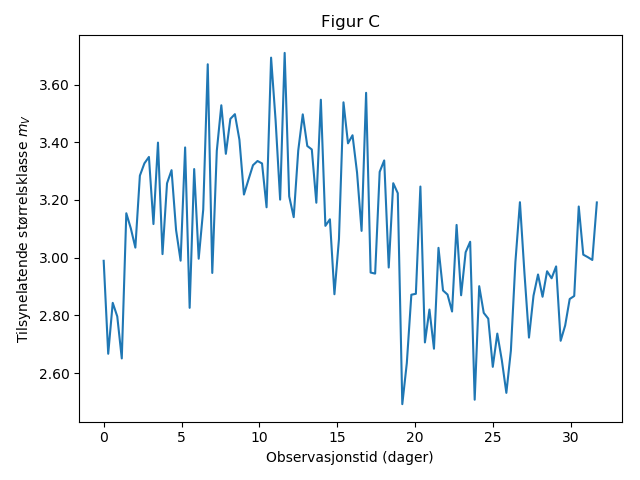 Figur C
Tilsynelatende størrelsklasse m_V
3.60
3.40
3.20
3.00
2.80
2.60
0 5 10 15 20 25 30
Observasjonstid (dager)